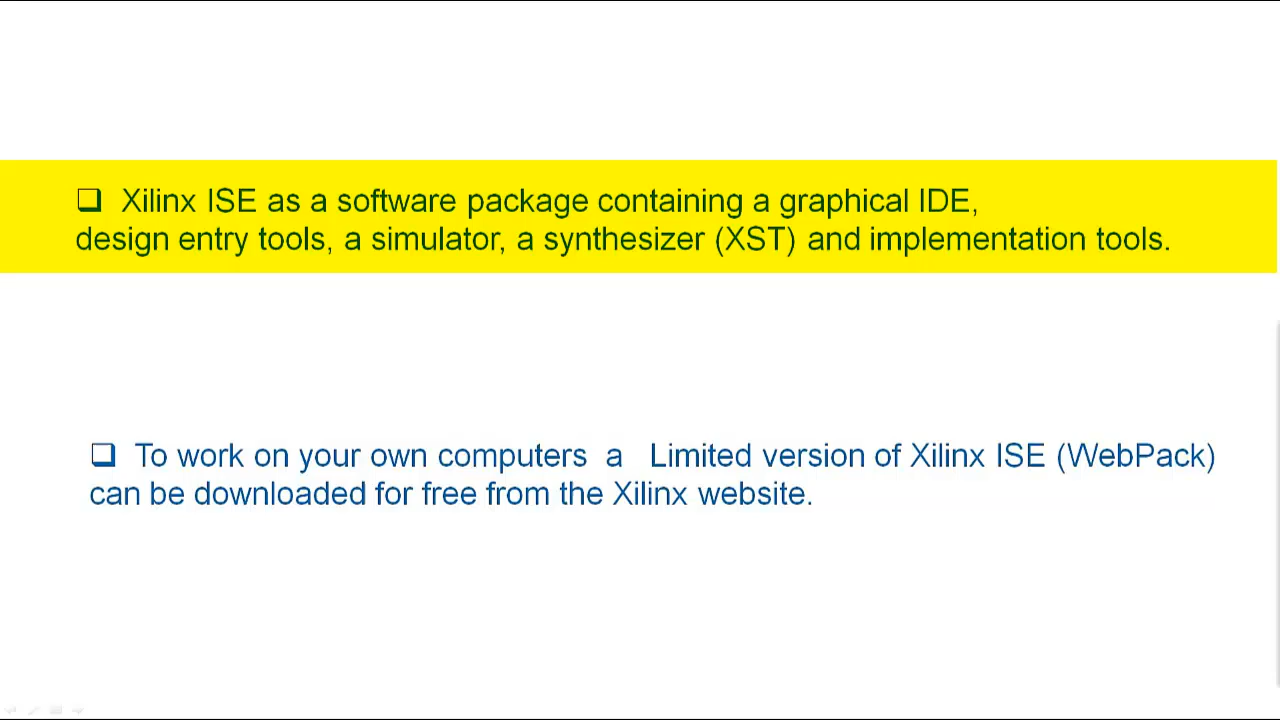 ❑ Xilinx ISE as a software package containing a graphical IDE,
design entry tools, a simulator, a synthesizer (XST) and implementation tools.
❑ To work on your own computers a Limited version of Xilinx ISE (WebPack)
can be downloaded for free from the Xilinx website.